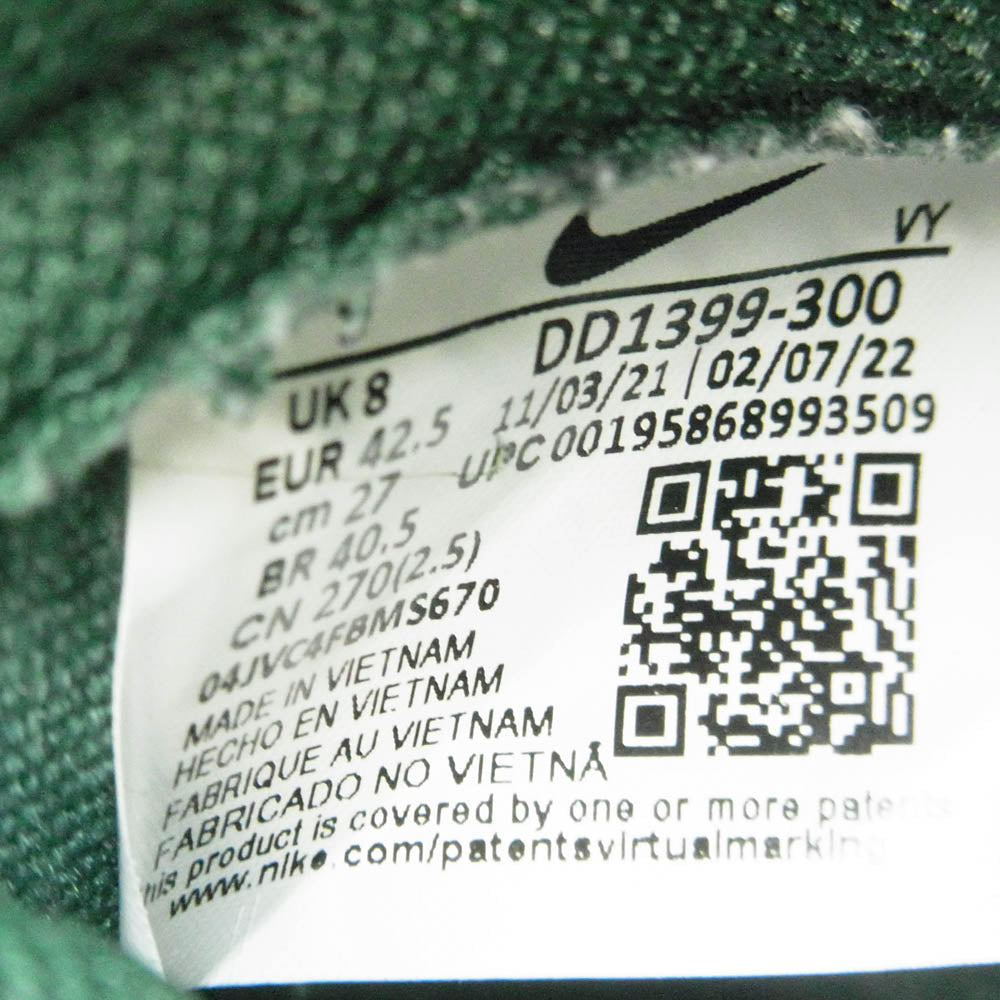 VY
DD1399-300
UK 8 11/03/21 | 02/07/22
EUR 42.5 UPC 00195868993509
cm 27
BR 40.5
CN 270(2.5)
04JVC4FBMS670
MADE IN VIETNAM
HECHO EN VIETNAM
FABRIQUE AU VIETNAM
FABRICADO NO VIETNÃ
this product is covered by one or more patents
www.nike.com/patentsvirtualmarking